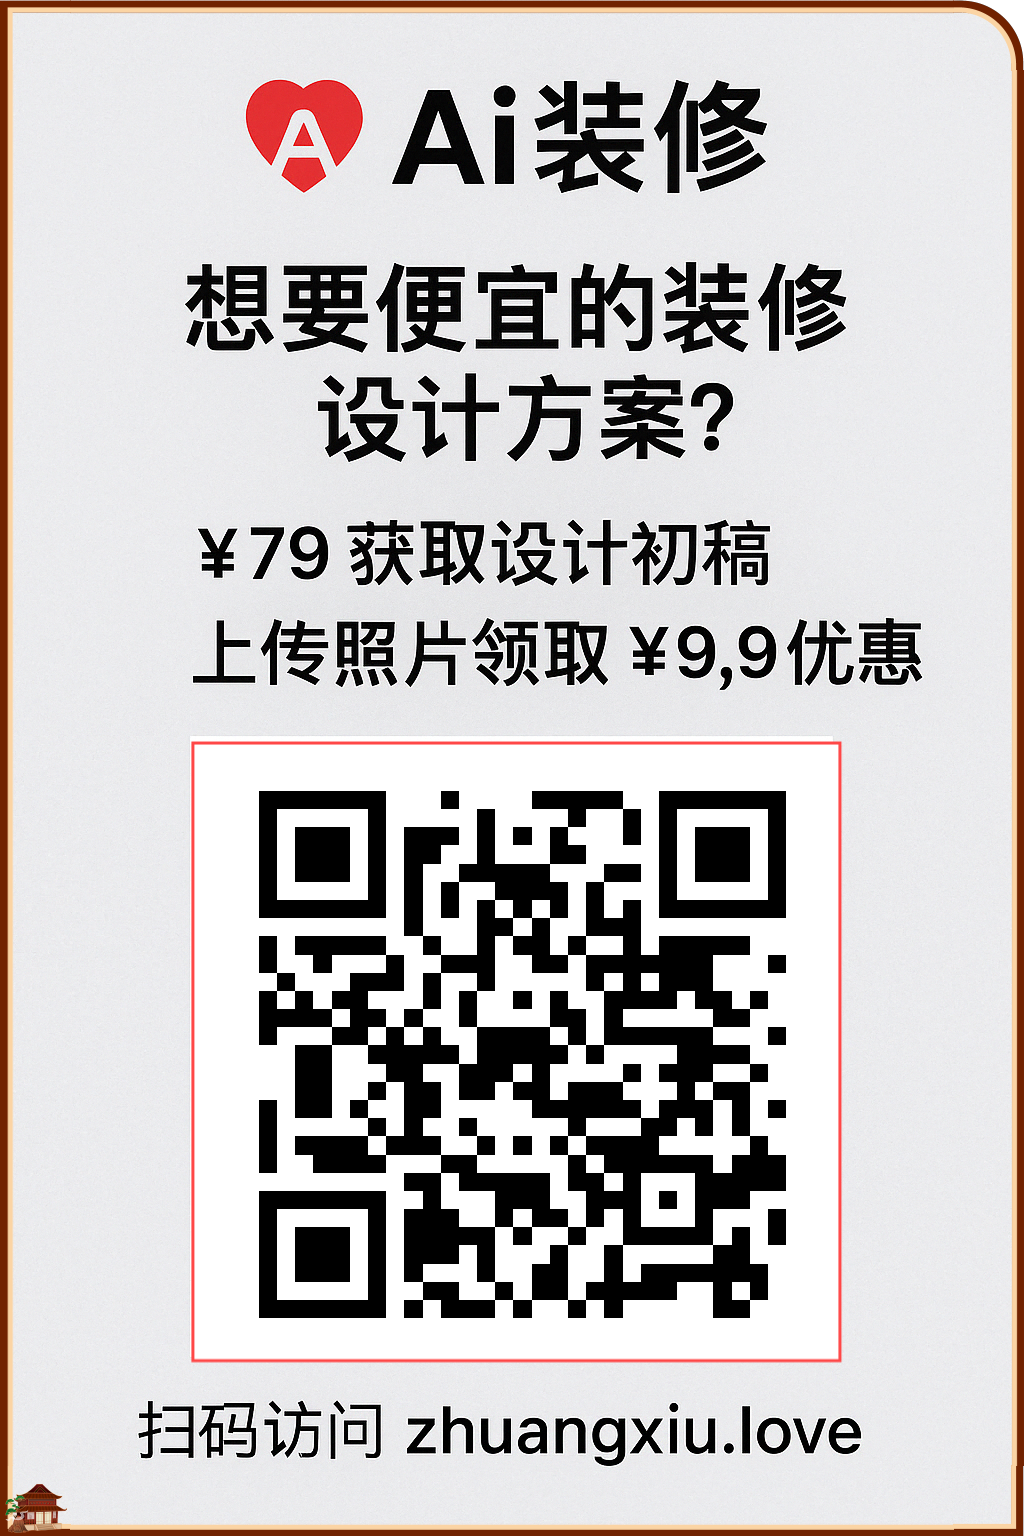 A
Ai装修
想要便宜的装修
设计方案?
¥79 获取设计初稿
上传照片领取 ¥9,9优惠
扫码访问 zhuangxiu.love